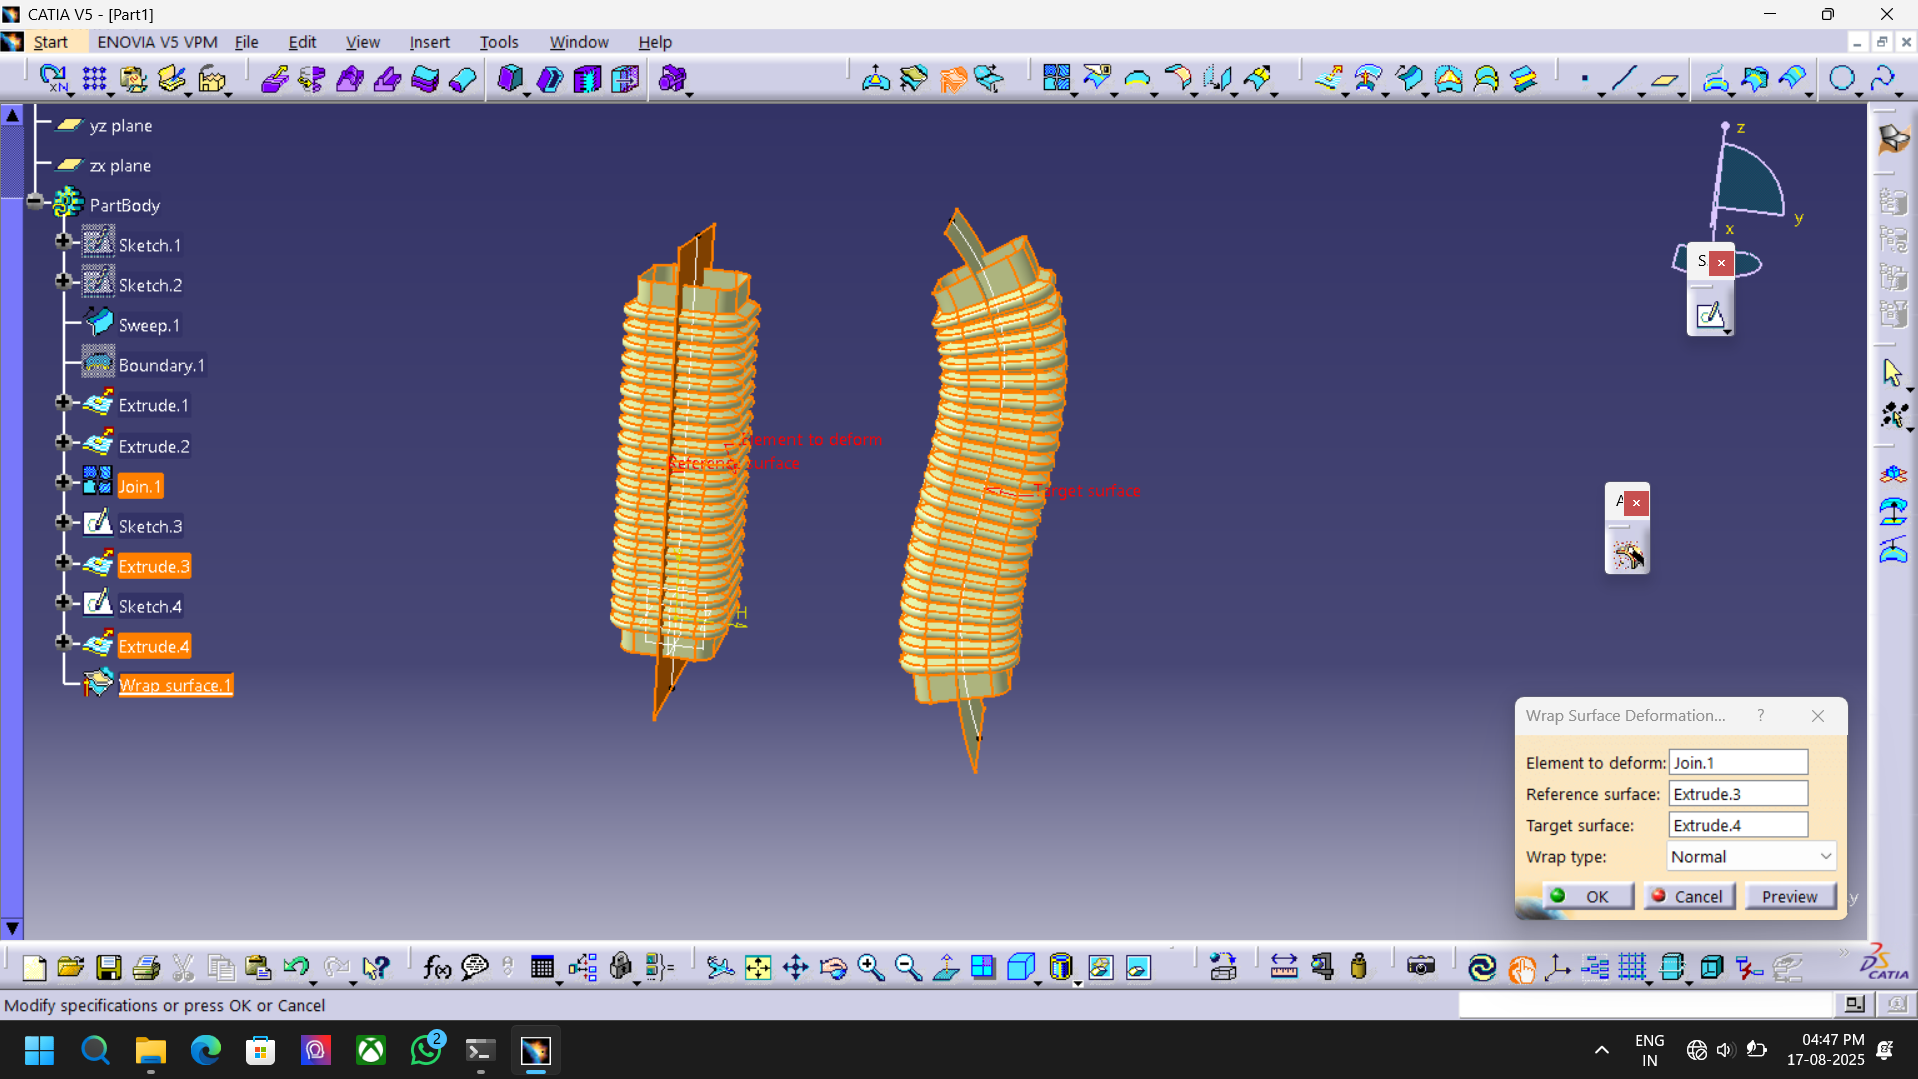 CATIA V5 - [Part1]
Start ENOVIA V5 VPM File Edit View Insert Tools Window Help
yz plane
zx plane
PartBody
Sketch.1
Sketch.2
Sweep.1
Boundary.1
Extrude.1
Extrude.2
Join.1
Sketch.3
Extrude.3
Sketch.4
Extrude.4
Wrap surface.1
Element to deform
Reference surface
Target surface
H
z
y
x
S
A
Wrap Surface Deformation... ?
Element to deform: Join.1
Reference surface: Extrude.3
Target surface: Extrude.4
Wrap type: Normal
OK Cancel Preview
y
f(x)
CATIA
Modify specifications or press OK or Cancel
2
ENG
IN
04:47 PM
17-08-2025